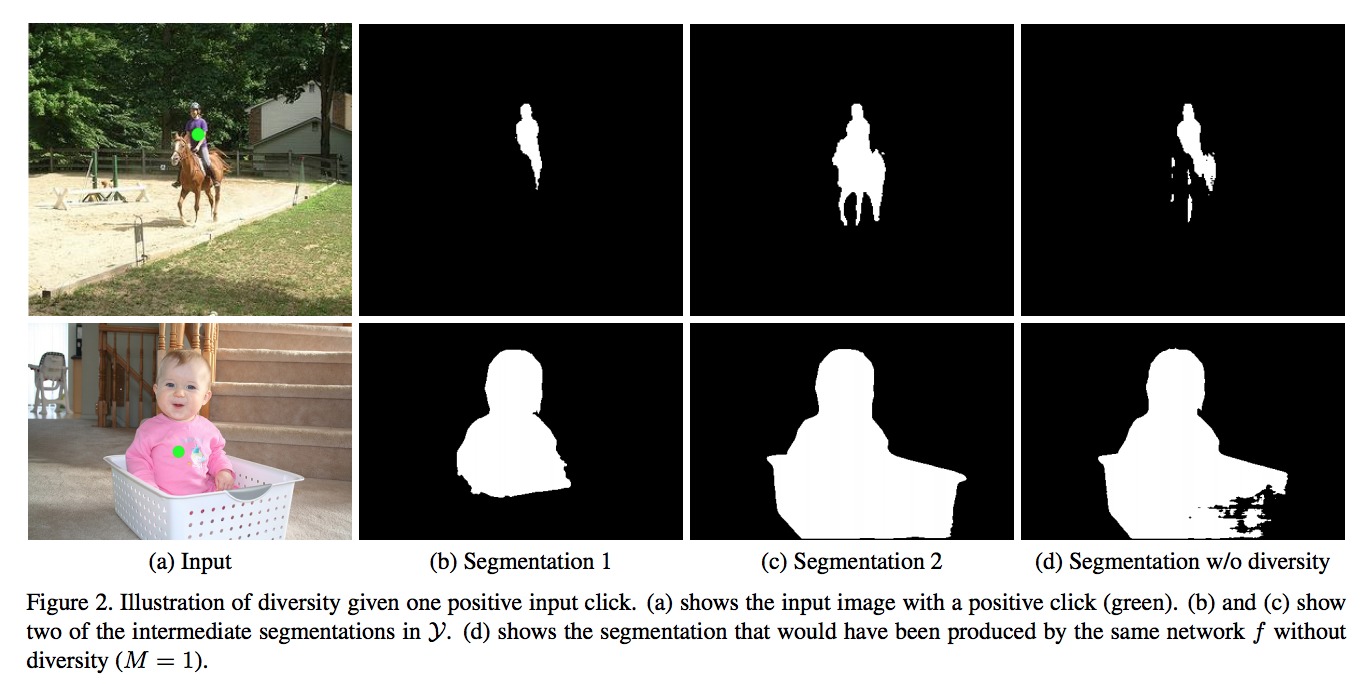 (a) Input
(b) Segmentation 1
(c) Segmentation 2
(d) Segmentation w/o diversity
Figure 2. Illustration of diversity given one positive input click. (a) shows the input image with a positive click (green). (b) and (c) show
two of the intermediate segmentations in 𝒴. (d) shows the segmentation that would have been produced by the same network f without
diversity (M = 1).